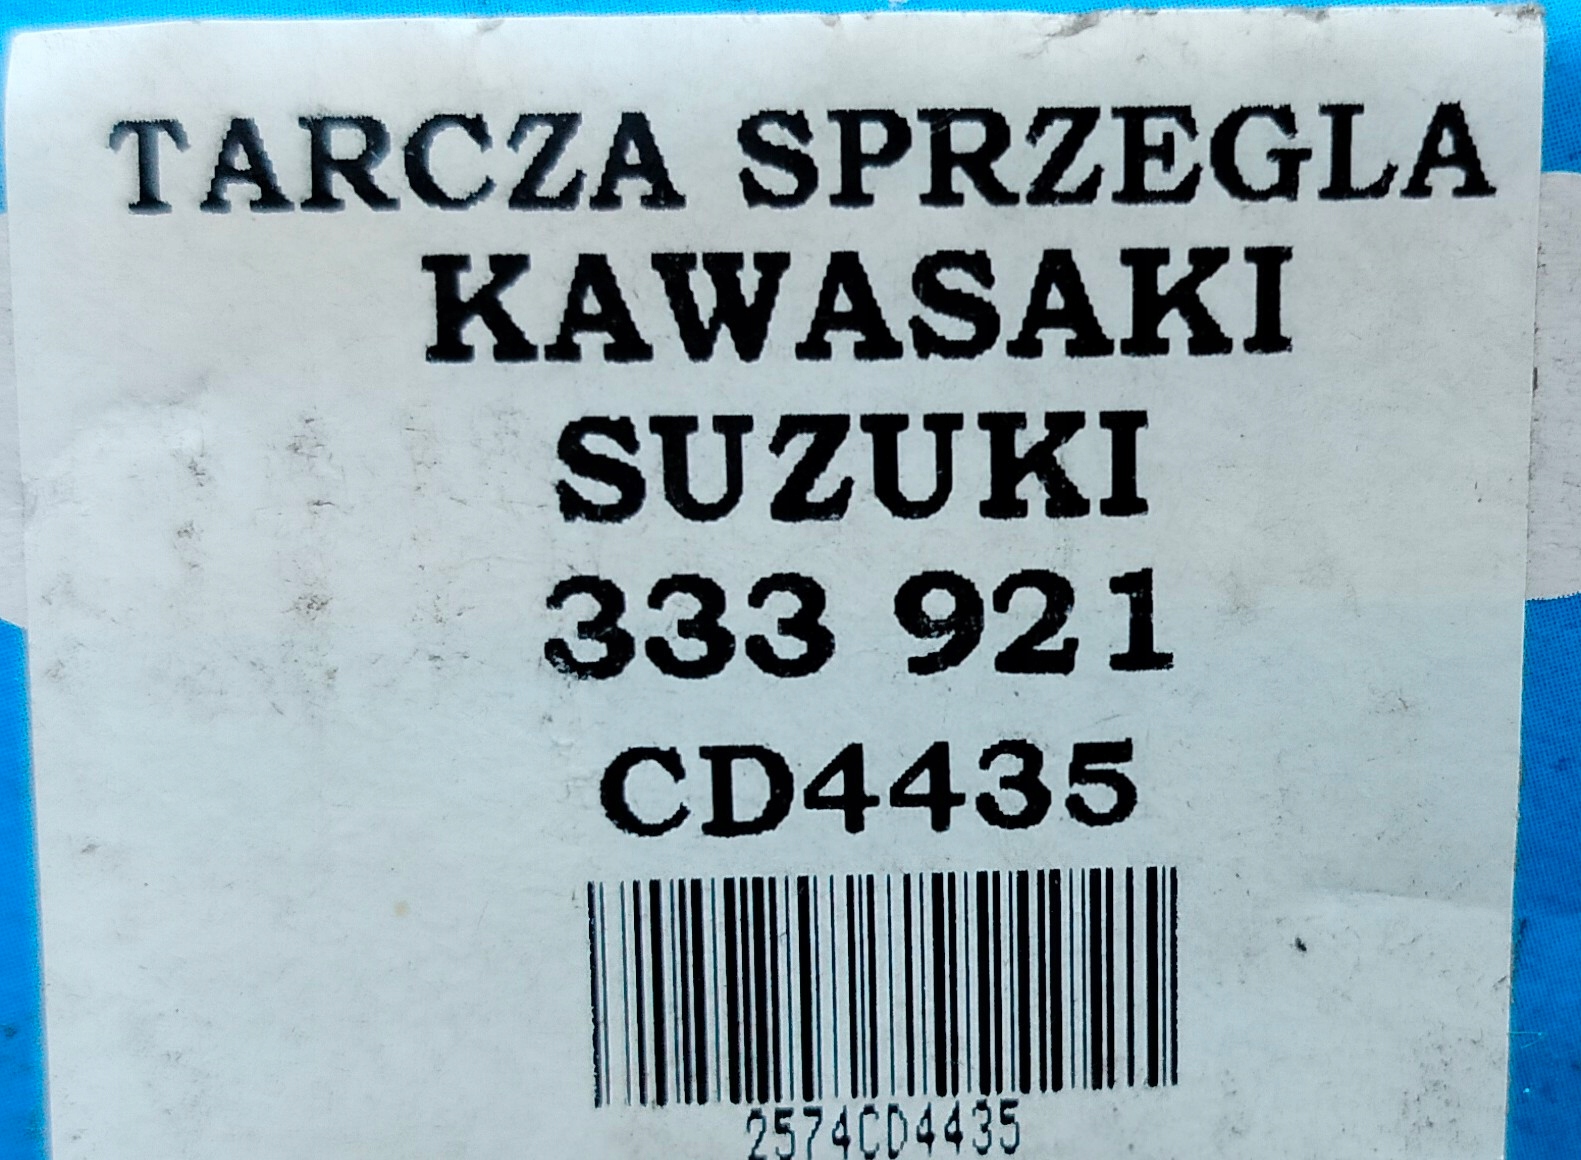 TARCZA SPRZEGLA
KAWASAKI
SUZUKI
333 921
CD4435
2574CD4435